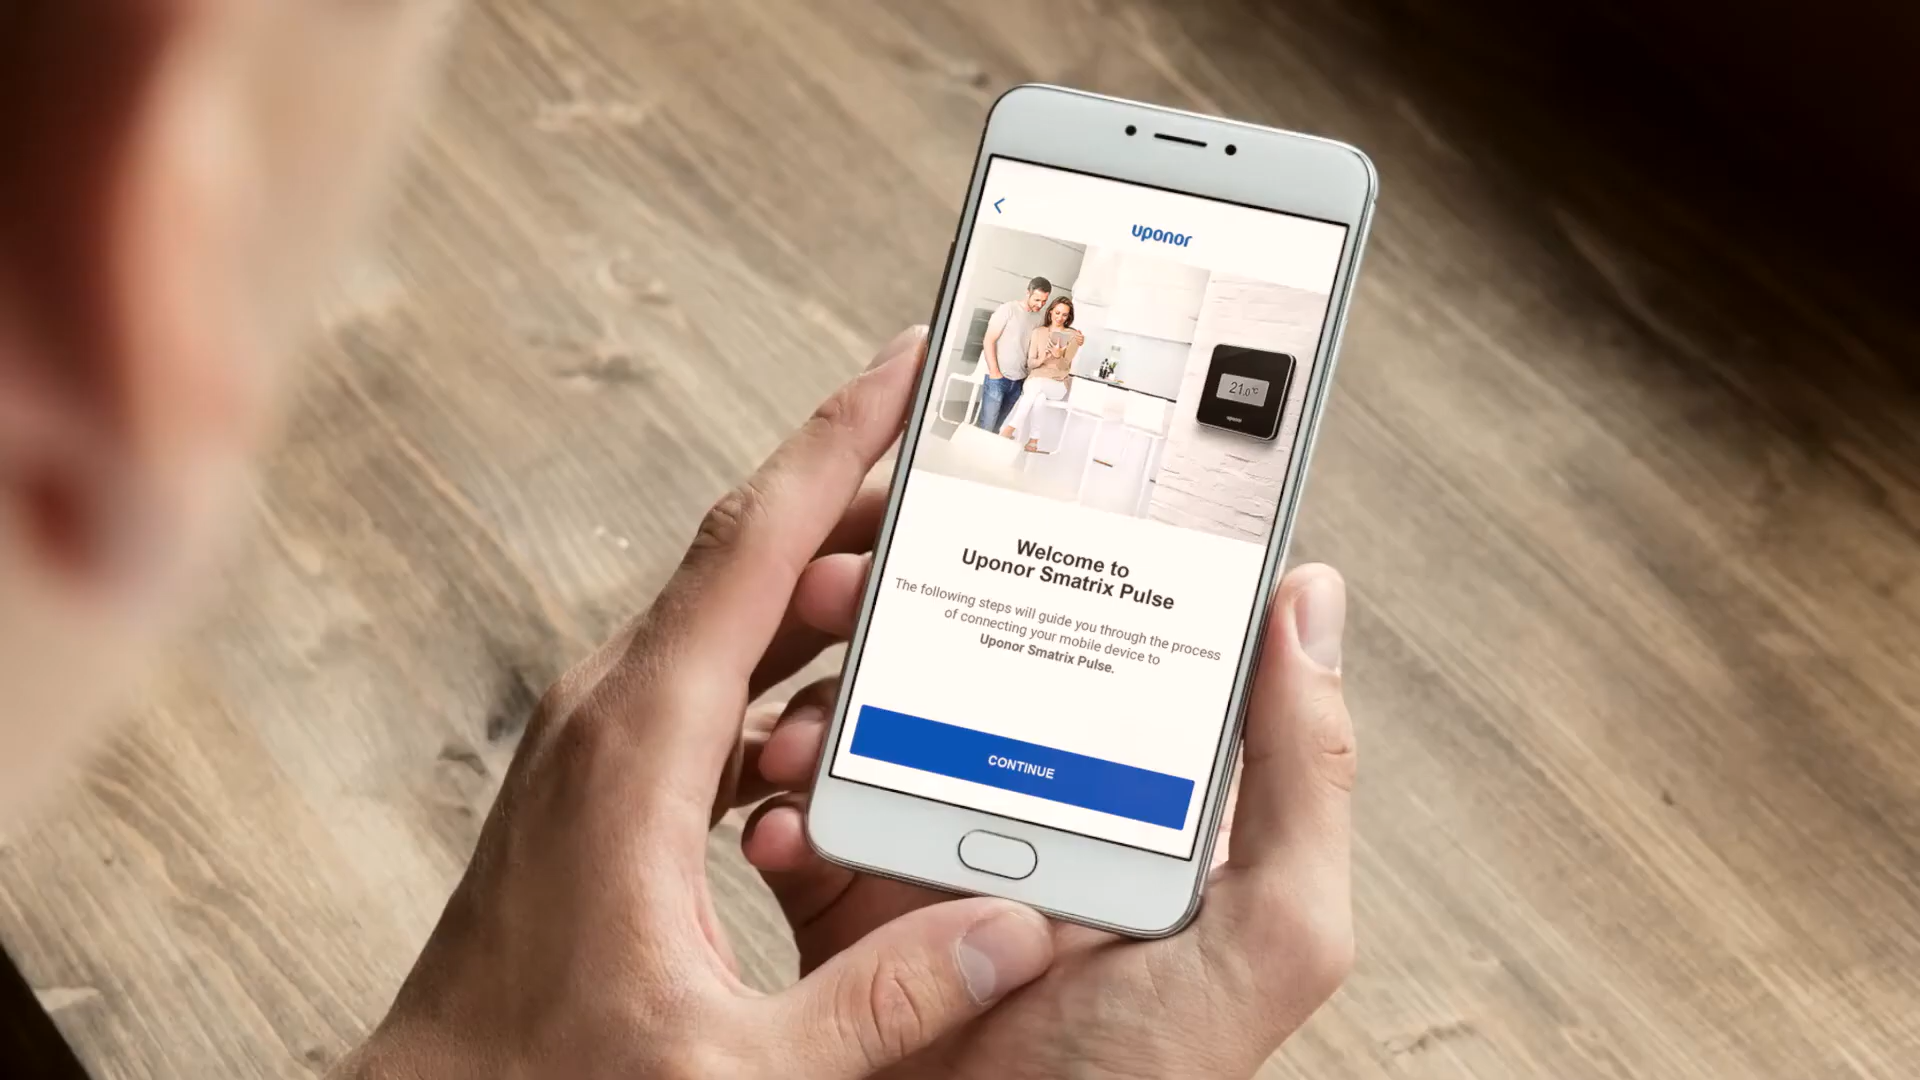 uponor
21.0°C
uponor
Welcome to
Uponor Smatrix Pulse
The following steps will guide you through the process
of connecting your mobile device to
Uponor Smatrix Pulse.
CONTINUE